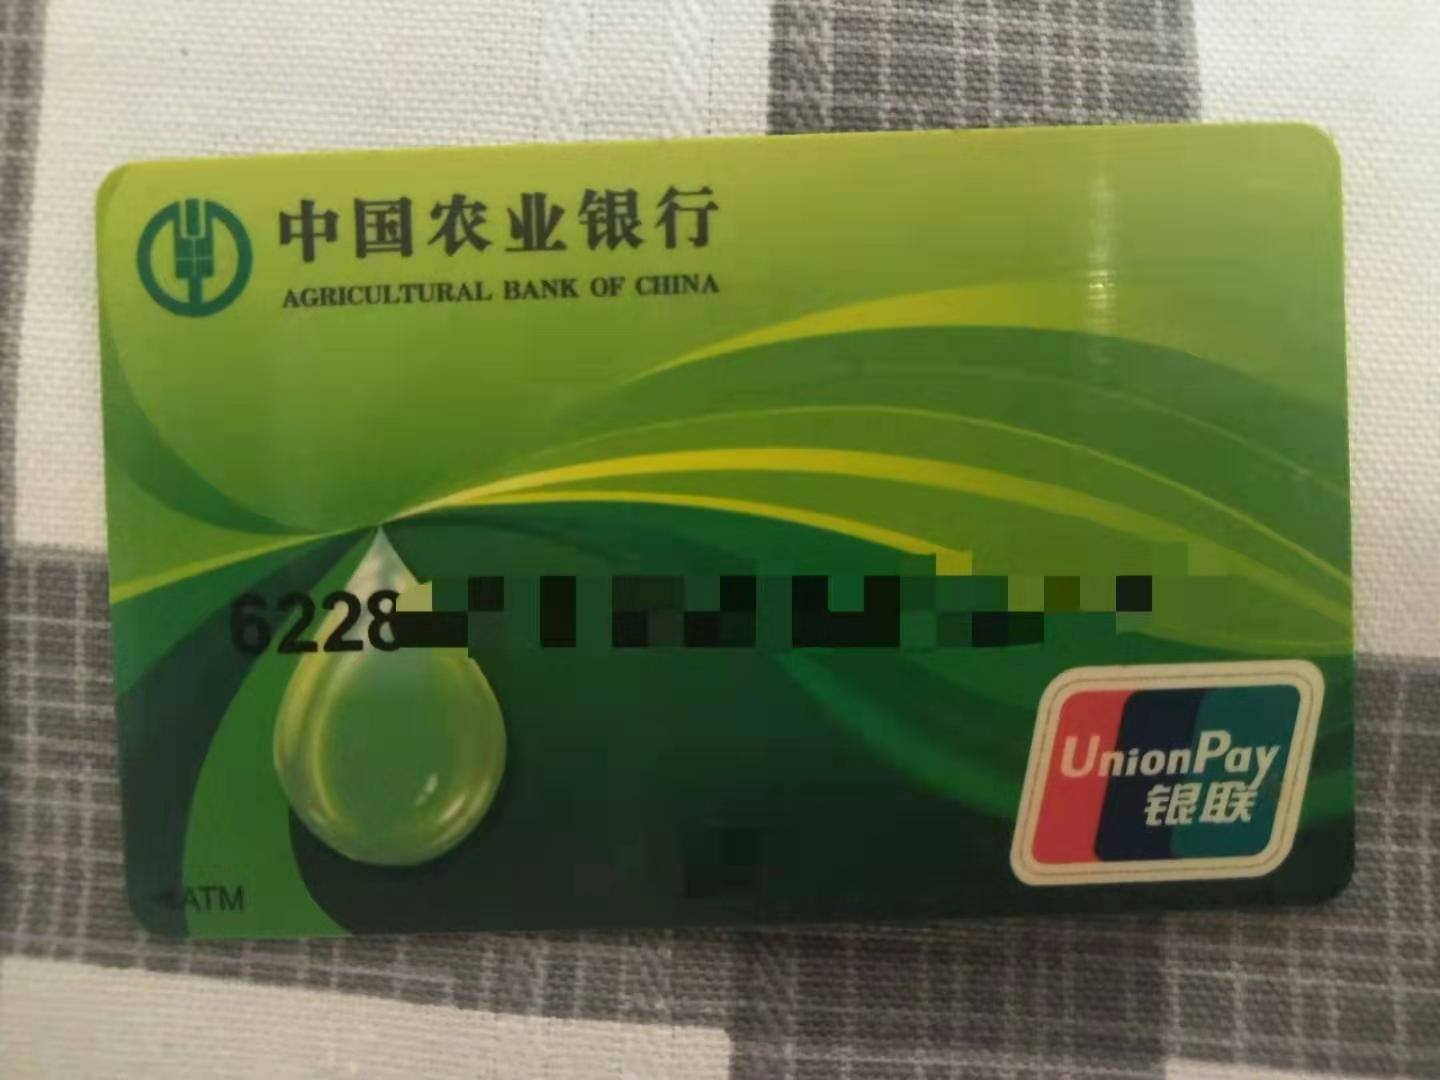 中国农业银行
AGRICULTURAL BANK OF CHINA
6228
UnionPay
银联
ATM